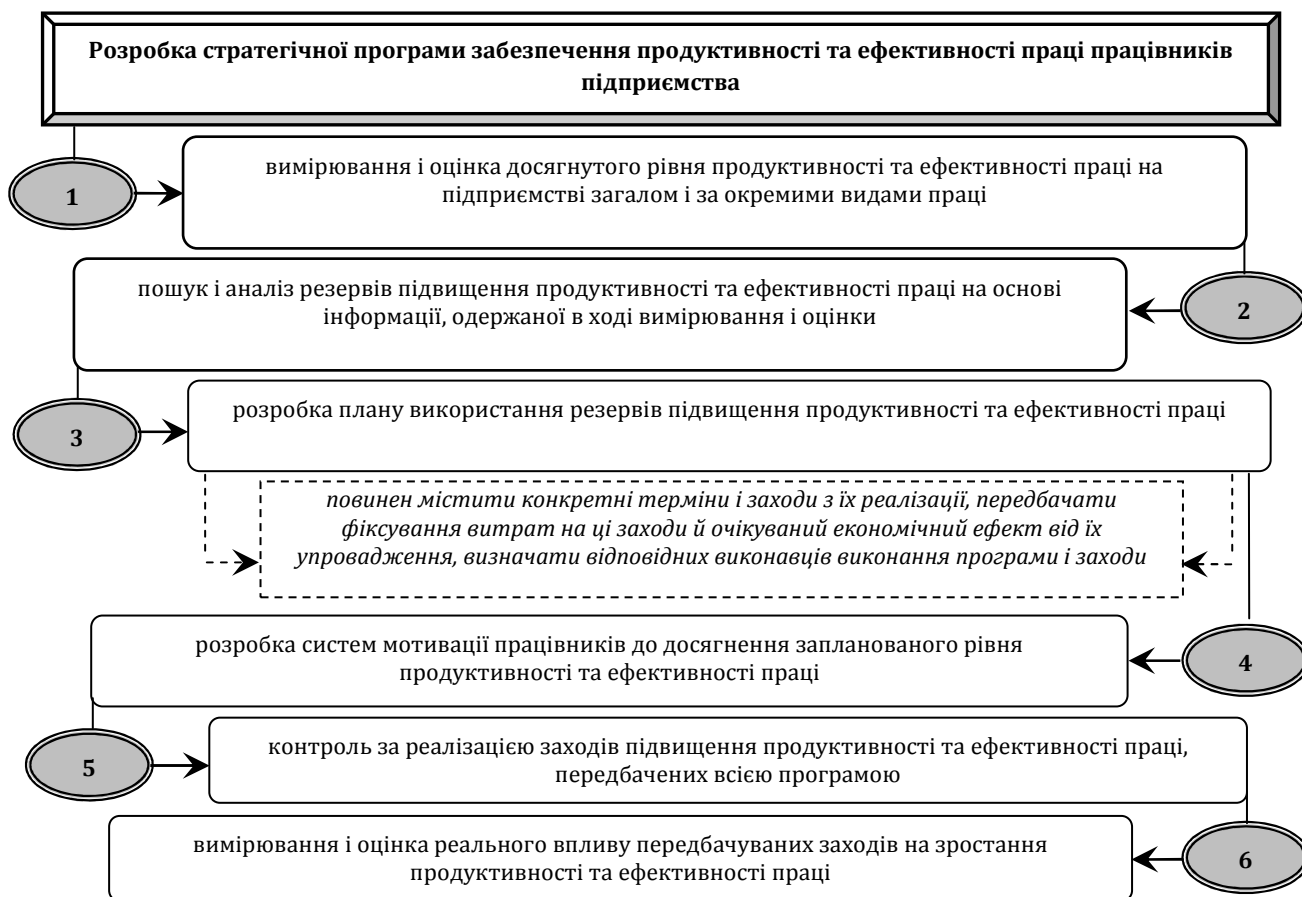 Розробка стратегічної програми забезпечення продуктивності та ефективності праці працівників
підприємства
1
вимірювання і оцінка досягнутого рівня продуктивності та ефективності праці на
підприємстві загалом і за окремими видами праці
пошук і аналіз резервів підвищення продуктивності та ефективності праці на основі
інформації, одержаної в ході вимірювання і оцінки
2
3
розробка плану використання резервів підвищення продуктивності та ефективності праці
повинен містити конкретні терміни і заходи з їх реалізації, передбачати
фіксування витрат на ці заходи й очікуваний економічний ефект від їх
упровадження, визначати відповідних виконавців виконання програми і заходи
розробка систем мотивації працівників до досягнення запланованого рівня
продуктивності та ефективності праці
4
5
контроль за реалізацією заходів підвищення продуктивності та ефективності праці,
передбачених всією програмою
вимірювання і оцінка реального впливу передбачуваних заходів на зростання
продуктивності та ефективності праці
6